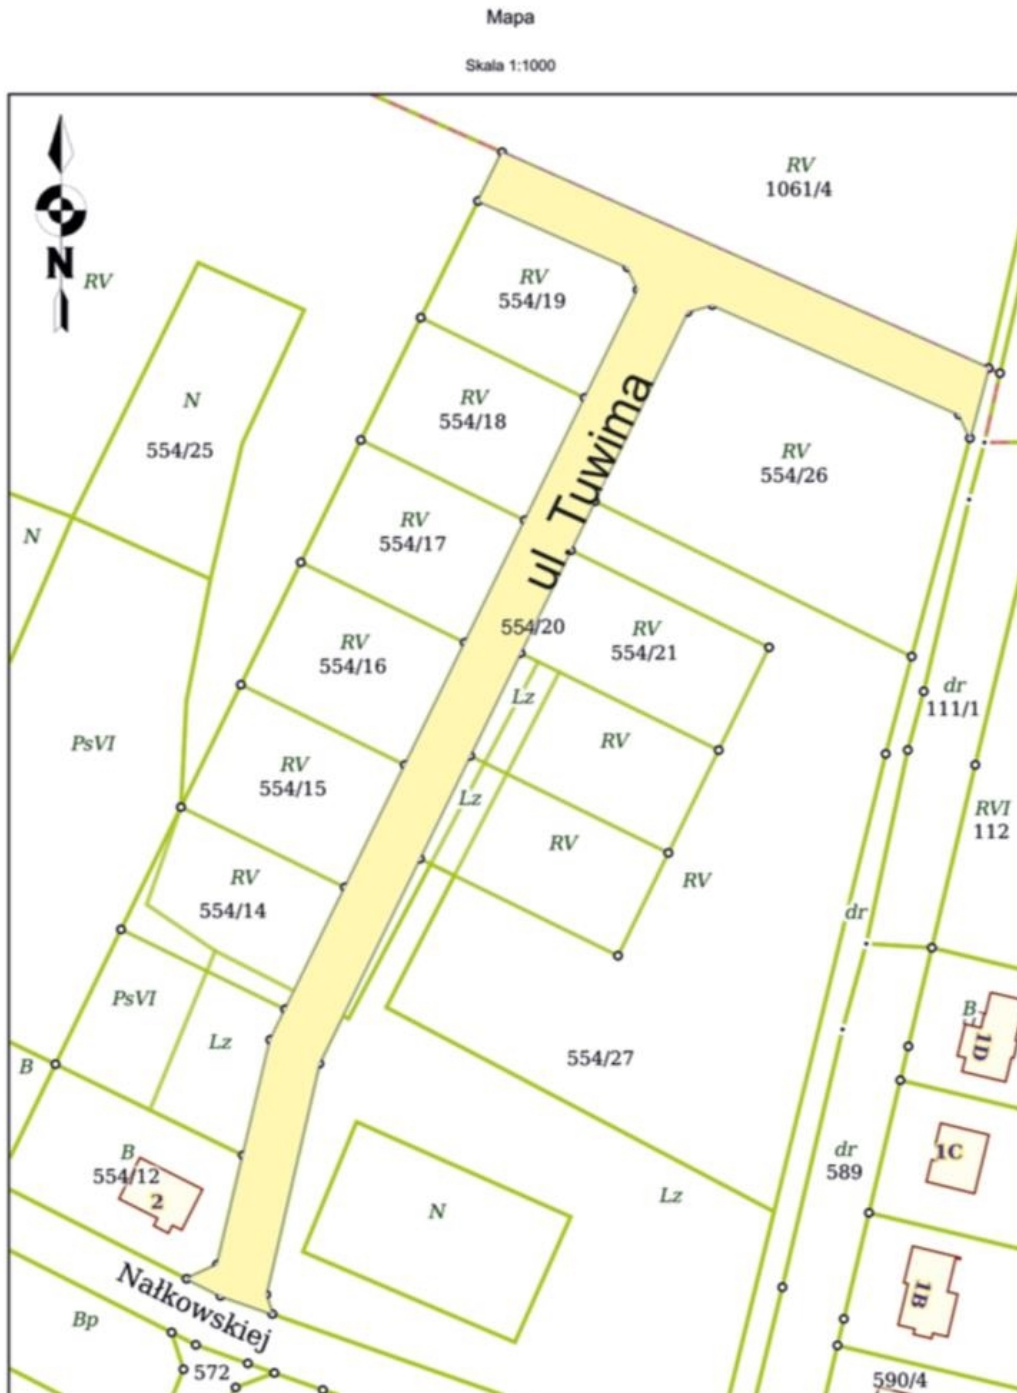 Mapa
Skala 1:1000
N
RV
1061/4
RV
RV
554/19
N
554/25
RV
554/18
ul. Tuwima
RV
554/26
N
RV
554/17
554/20
RV
554/21
RV
554/16
Lz
dr
111/1
PsVI
RV
RV
554/15
Lz
RVI
112
RV
RV
RV
554/14
dr
PsVI
Lz
B
1D
B
554/27
B
554/12
2
dr
589
1C
Lz
N
Nałkowskiej
1B
Bp
572
590/4